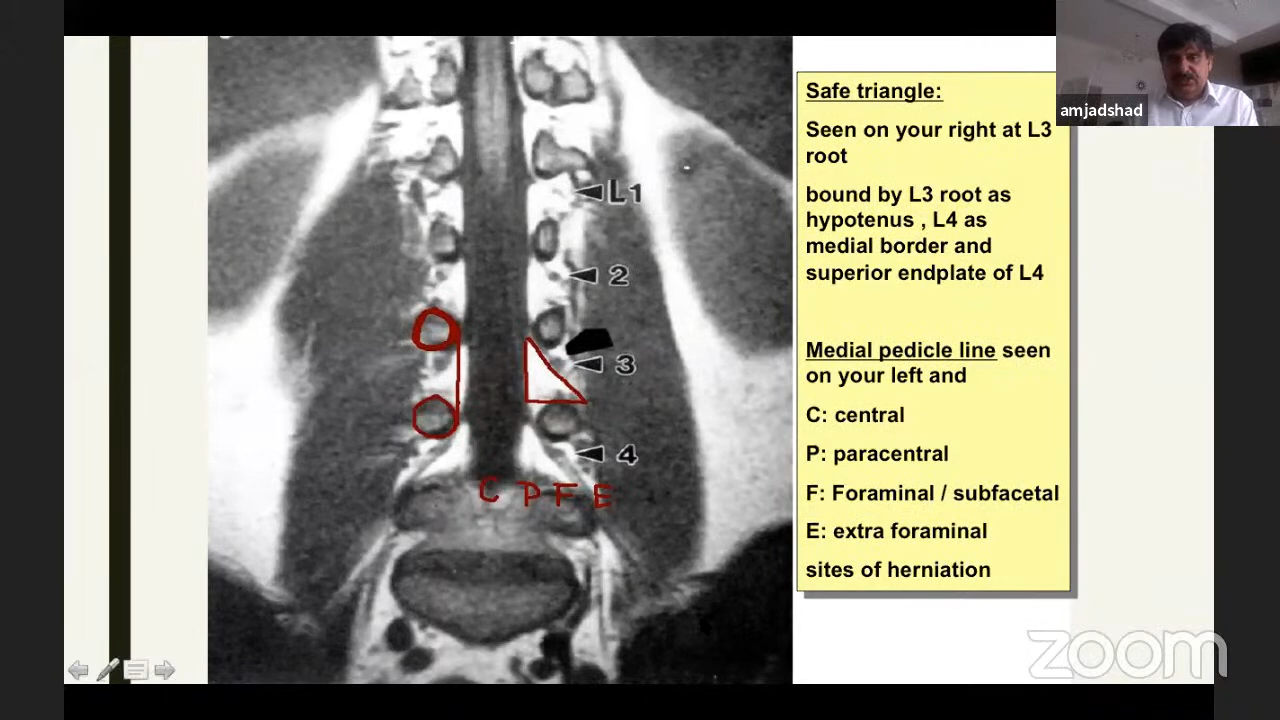 Safe triangle:
Seen on your right at L3
root
bound by L3 root as
hypotenus , L4 as
medial border and
superior endplate of L4
Medial pedicle line seen
on your left and
C: central
P: paracentral
F: Foraminal / subfacetal
E: extra foraminal
sites of herniation
amjadshad
L1
2
3
4
C P F E
zoom